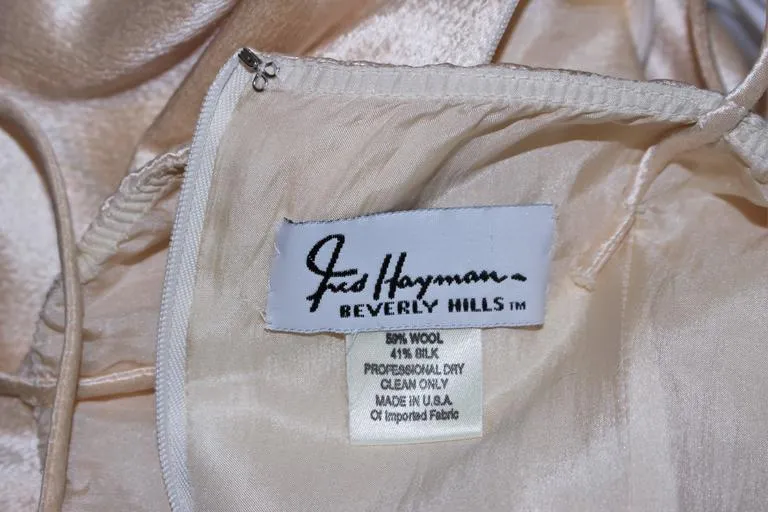 Fred Hayman
BEVERLY HILLS TM
59% WOOL
41% SILK
PROFESSIONAL DRY
CLEAN ONLY
MADE IN U.S.A.
Of Imported Fabric